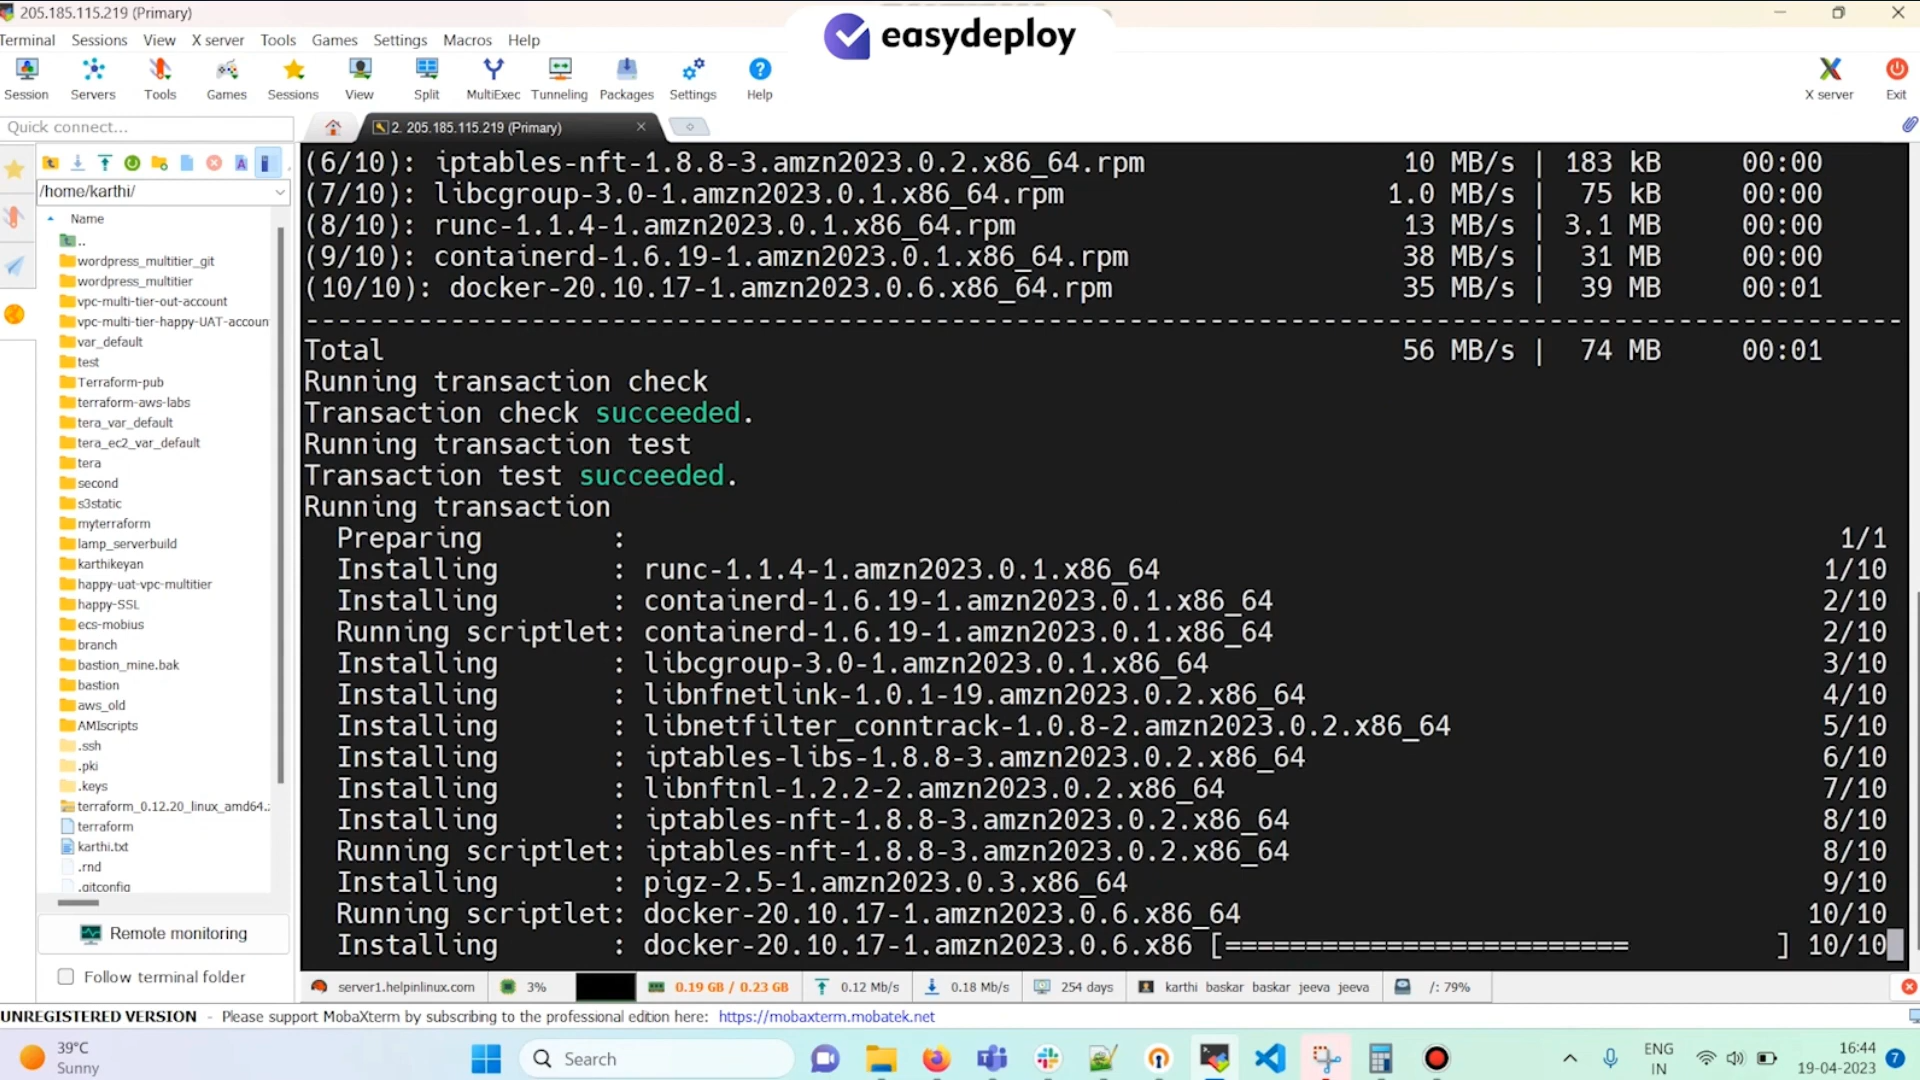 205.185.115.219 (Primary)
easydeploy
Terminal Sessions View X server Tools Games Settings Macros Help
Session Servers Tools Games Sessions View Split MultiExec Tunneling Packages Settings Help X server Exit
Quick connect...
2. 205.185.115.219 (Primary)
/home/karthi/
Name
..
wordpress_multitier_git
wordpress_multitier
vpc-multi-tier-out-account
vpc-multi-tier-happy-UAT-accoun
var_default
test
Terraform-pub
terraform-aws-labs
tera_var_default
tera_ec2_var_default
tera
second
s3static
myterraform
lamp_serverbuild
karthikeyan
happy-uat-vpc-multitier
happy-SSL
ecs-mobius
branch
bastion_mine.bak
bastion
aws_old
AMIscripts
.ssh
.pki
.keys
terraform_0.12.20_linux_amd64.
terraform
karthi.txt
.rnd
.gitconfig
Remote monitoring
Follow terminal folder
(6/10): iptables-nft-1.8.8-3.amzn2023.0.2.x86_64.rpm 10 MB/s | 183 kB 00:00
(7/10): libcgroup-3.0-1.amzn2023.0.1.x86_64.rpm 1.0 MB/s | 75 kB 00:00
(8/10): runc-1.1.4-1.amzn2023.0.1.x86_64.rpm 13 MB/s | 3.1 MB 00:00
(9/10): containerd-1.6.19-1.amzn2023.0.1.x86_64.rpm 38 MB/s | 31 MB 00:00
(10/10): docker-20.10.17-1.amzn2023.0.6.x86_64.rpm 35 MB/s | 39 MB 00:01
---------------------------------------------------------------------------------------------------
Total 56 MB/s | 74 MB 00:01
Running transaction check
Transaction check succeeded.
Running transaction test
Transaction test succeeded.
Running transaction
Preparing : 1/1
Installing : runc-1.1.4-1.amzn2023.0.1.x86_64 1/10
Installing : containerd-1.6.19-1.amzn2023.0.1.x86_64 2/10
Running scriptlet: containerd-1.6.19-1.amzn2023.0.1.x86_64 2/10
Installing : libcgroup-3.0-1.amzn2023.0.1.x86_64 3/10
Installing : libnfnetlink-1.0.1-19.amzn2023.0.2.x86_64 4/10
Installing : libnetfilter_conntrack-1.0.8-2.amzn2023.0.2.x86_64 5/10
Installing : iptables-libs-1.8.8-3.amzn2023.0.2.x86_64 6/10
Installing : libnftnl-1.2.2-2.amzn2023.0.2.x86_64 7/10
Installing : iptables-nft-1.8.8-3.amzn2023.0.2.x86_64 8/10
Running scriptlet: iptables-nft-1.8.8-3.amzn2023.0.2.x86_64 8/10
Installing : pigz-2.5-1.amzn2023.0.3.x86_64 9/10
Running scriptlet: docker-20.10.17-1.amzn2023.0.6.x86_64 10/10
Installing : docker-20.10.17-1.amzn2023.0.6.x86 [========================= ] 10/10
server1.helpinlinux.com 3% 0.19 GB / 0.23 GB 0.12 Mb/s 0.18 Mb/s 254 days karthi baskar baskar jeeva jeeva /: 79%
UNREGISTERED VERSION - Please support MobaXterm by subscribing to the professional edition here: https://mobaxterm.mobatek.net
39°C
Sunny
Search
ENG
IN
16:44
19-04-2023
7